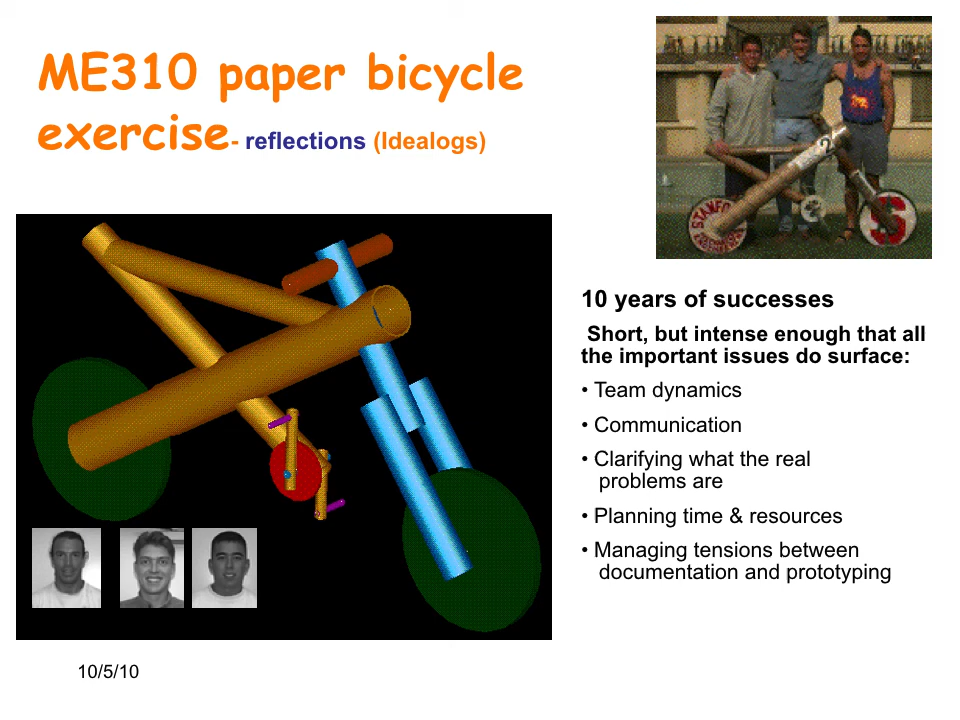 ME310 paper bicycle
exercise- reflections (Idealogs)
2
STANFO
S
10 years of successes
Short, but intense enough that all
the important issues do surface:
• Team dynamics
• Communication
• Clarifying what the real
problems are
• Planning time & resources
• Managing tensions between
documentation and prototyping
10/5/10